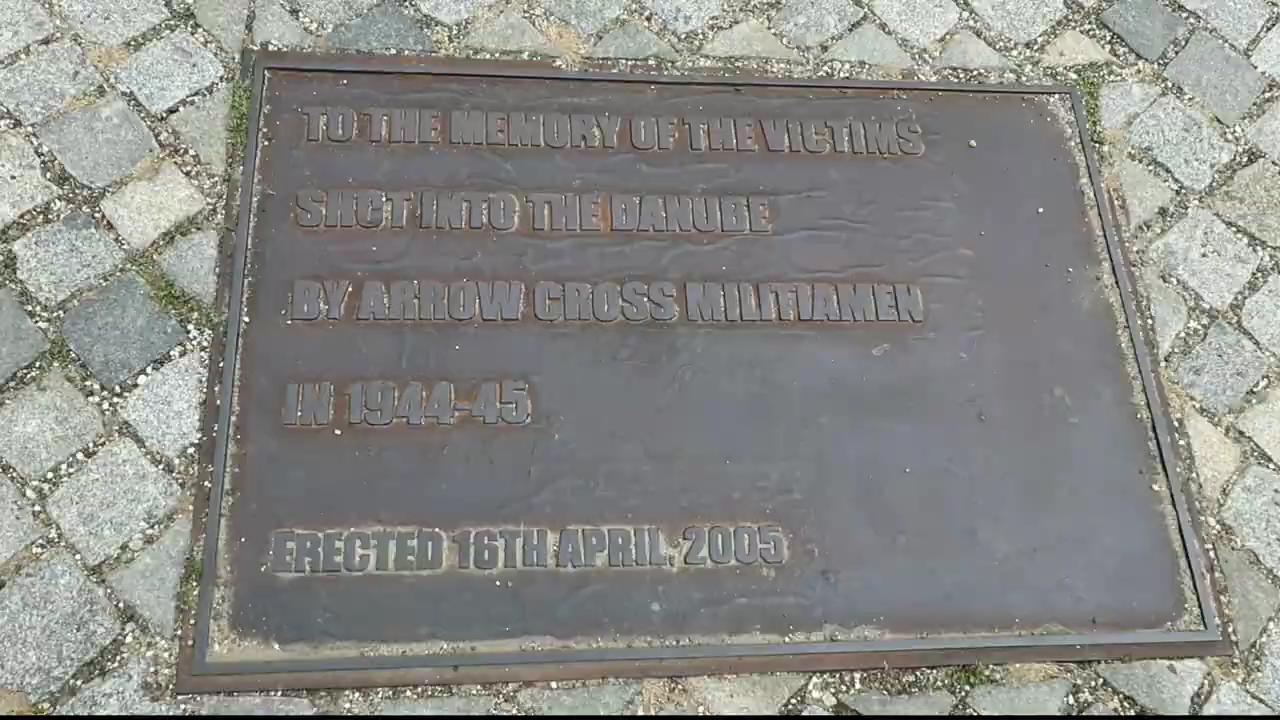 TO THE MEMORY OF THE VICTIMS
SHOT INTO THE DANUBE
BY ARROW CROSS MILITIAMEN
IN 1944-45
ERECTED 16TH APRIL, 2005